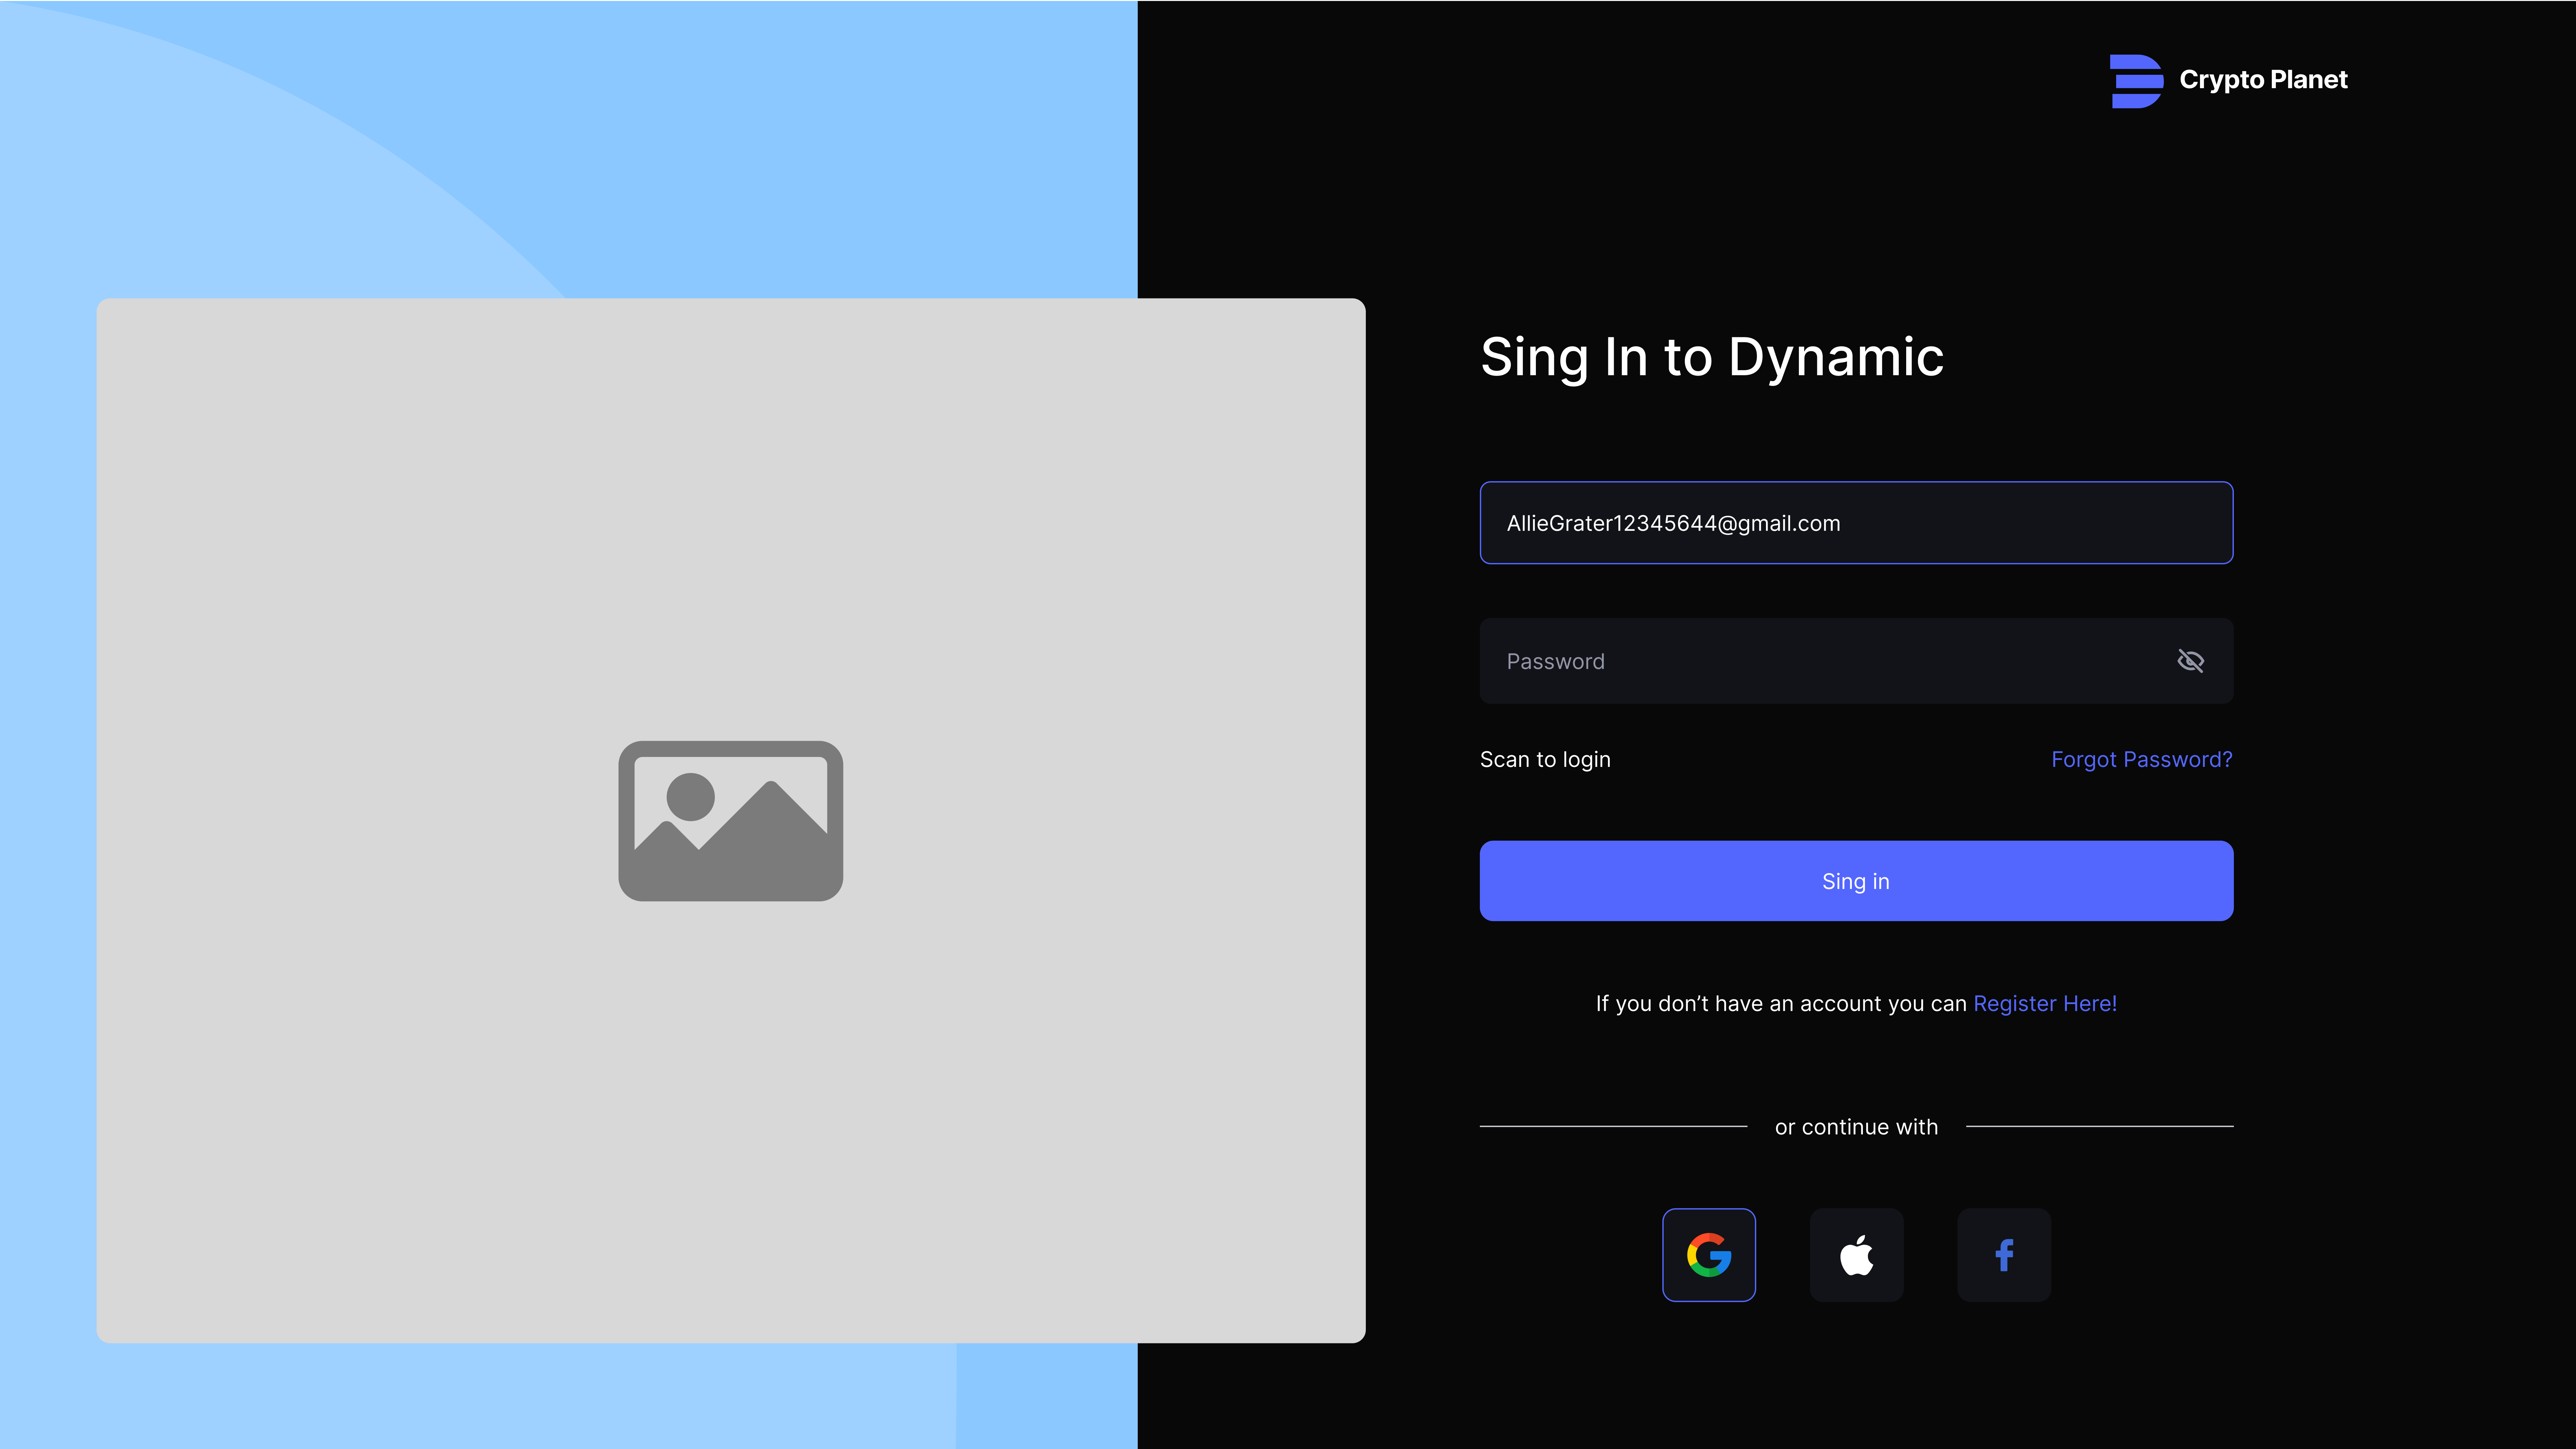 Crypto Planet
Sing In to Dynamic
AllieGrater12345644@gmail.com
Password
Scan to login
Forgot Password?
Sing in
If you don’t have an account you can Register Here!
or continue with